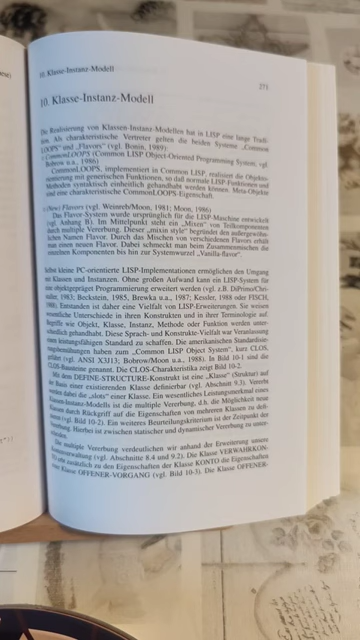 10. Klasse-Instanz-Modell
271
10. Klasse-Instanz-Modell
Die Realisierung von Klassen-Instanz-Modellen hat in LISP eine lange Tradi-
tion. Als charakteristische Vertreter gelten die beiden Systeme „Common
LOOPS“ und „Flavors“ (vgl. Bonin, 1989)
CommonLOOPS (Common LISP Object-Oriented Programming System, vgl.
Bobrow u.a., 1986)
CommonLOOPS, implementiert in Common LISP, realisiert die Objekto-
rientierung mit generischen Funktionen, so daß normale LISP-Funktionen und
Methoden syntaktisch einheitlich gehandhabt werden können. Meta-Objekte
sind eine charakteristische CommonLOOPS-Eigenschaft.
(New) Flavors (vgl. Weinreb/Moon, 1981; Moon, 1986)
Das Flavor-System wurde ursprünglich für die LISP-Maschine entwickelt
(vgl. Anhang B). Im Mittelpunkt steht ein „Mixen“ von Teilkomponenten
durch multiple Vererbung. Dieser „mixin style“ begründet den außergewöhn-
lichen Namen Flavor. Durch das Mischen von verschiedenen Flavors erhält
man einen neuen Flavor. Dabei schmeckt man beim Zusammenmischen die
einzelnen Komponenten bis hin zur Systemwurzel „Vanilla-flavor“.
Selbst kleine PC-orientierte LISP-Implementationen ermöglichen den Umgang
mit Klassen und Instanzen. Ohne großen Aufwand kann ein LISP-System für
eine objektgeprägte Programmierung erweitert werden (vgl. z.B. DiPrimo/Chri-
staller, 1983; Beckstein, 1985, Brewka u.a., 1987; Kessler, 1988 oder FISCH,
1988). Entstanden ist daher eine Vielfalt von LISP-Erweiterungen. Sie weisen
wesentliche Unterschiede in ihren Konstrukten und in ihrer Terminologie auf.
Begriffe wie Objekt, Klasse, Instanz, Methode oder Funktion werden unter-
schiedlich gehandhabt. Diese Sprach- und Konstrukte-Vielfalt war Veranlassung
einen leistungsfähigen Standard zu schaffen. Die amerikanischen Standardisie-
rungsbemühungen haben zum „Common LISP Object System“, kurz CLOS,
geführt (vgl. ANSI X3J13; Bobrow/Moon u.a., 1988). In Bild 10-1 sind die
CLOS-Bausteine genannt. Die CLOS-Charakteristik zeigt Bild 10-2.
Mit dem DEFINE-STRUCTURE-Konstrukt ist eine „Klasse“ (Struktur) auf
der Basis einer existierenden Klasse definierbar (vgl. Abschnitt 9.3). Vererbt
werden dabei die „slots“ einer Klasse. Ein wesentliches Leistungsmerkmal eines
Klassen-Instanz-Modells ist die multiple Vererbung, d.h. die Möglichkeit neue
Klassen durch Rückgriff auf die Eigenschaften von mehreren Klassen zu defi-
nieren (vgl. Bild 10-2). Ein weiteres Beurteilungskriterium ist der Zeitpunkt der
Vererbung. Hierbei ist zwischen statischer und dynamischer Vererbung zu unter-
scheiden.
Die multiple Vererbung verdeutlichen wir anhand der Erweiterung unsere
Kontenverwaltung (vgl. Abschnitte 8.4 und 9.2). Die Klasse VERWAHRKON-
TO erbt zusätzlich zu den Eigenschaften der Klasse KONTO die Eigenschaften
der Klasse OFFENER-VORGANG (vgl. Bild 10-3). Die Klasse OFFENER-